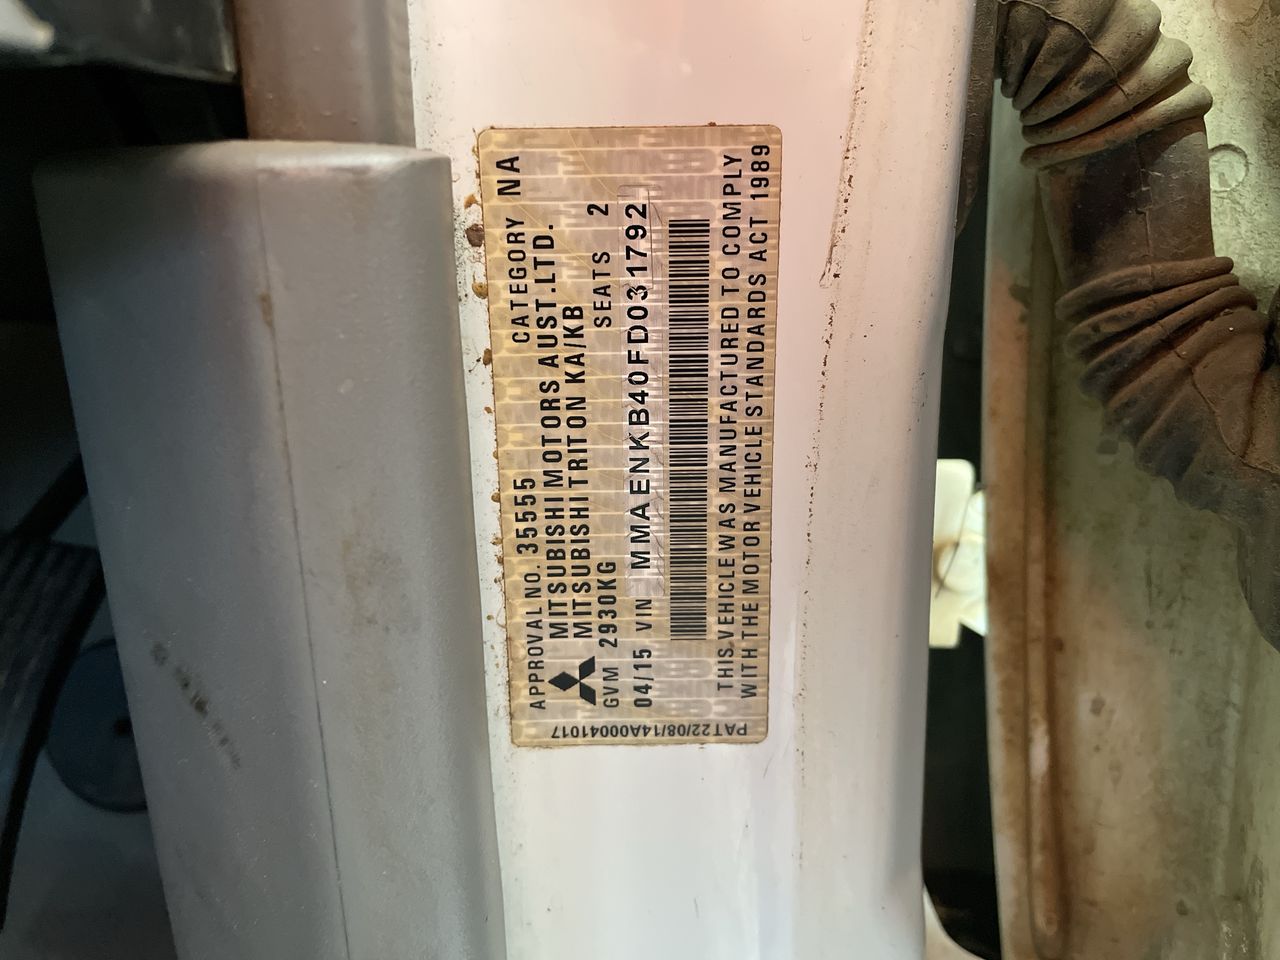 APPROVAL NO. 35555 CATEGORY NA
MITSUBISHI MOTORS AUST.LTD.
MITSUBISHI TRITON KA/KB
GVM 2930KG SEATS 2
04/15 VIN MMAENKB40FD031792
THIS VEHICLE WAS MANUFACTURED TO COMPLY
WITH THE MOTOR VEHICLE STANDARDS ACT 1989
PAT22/08/14A00041017